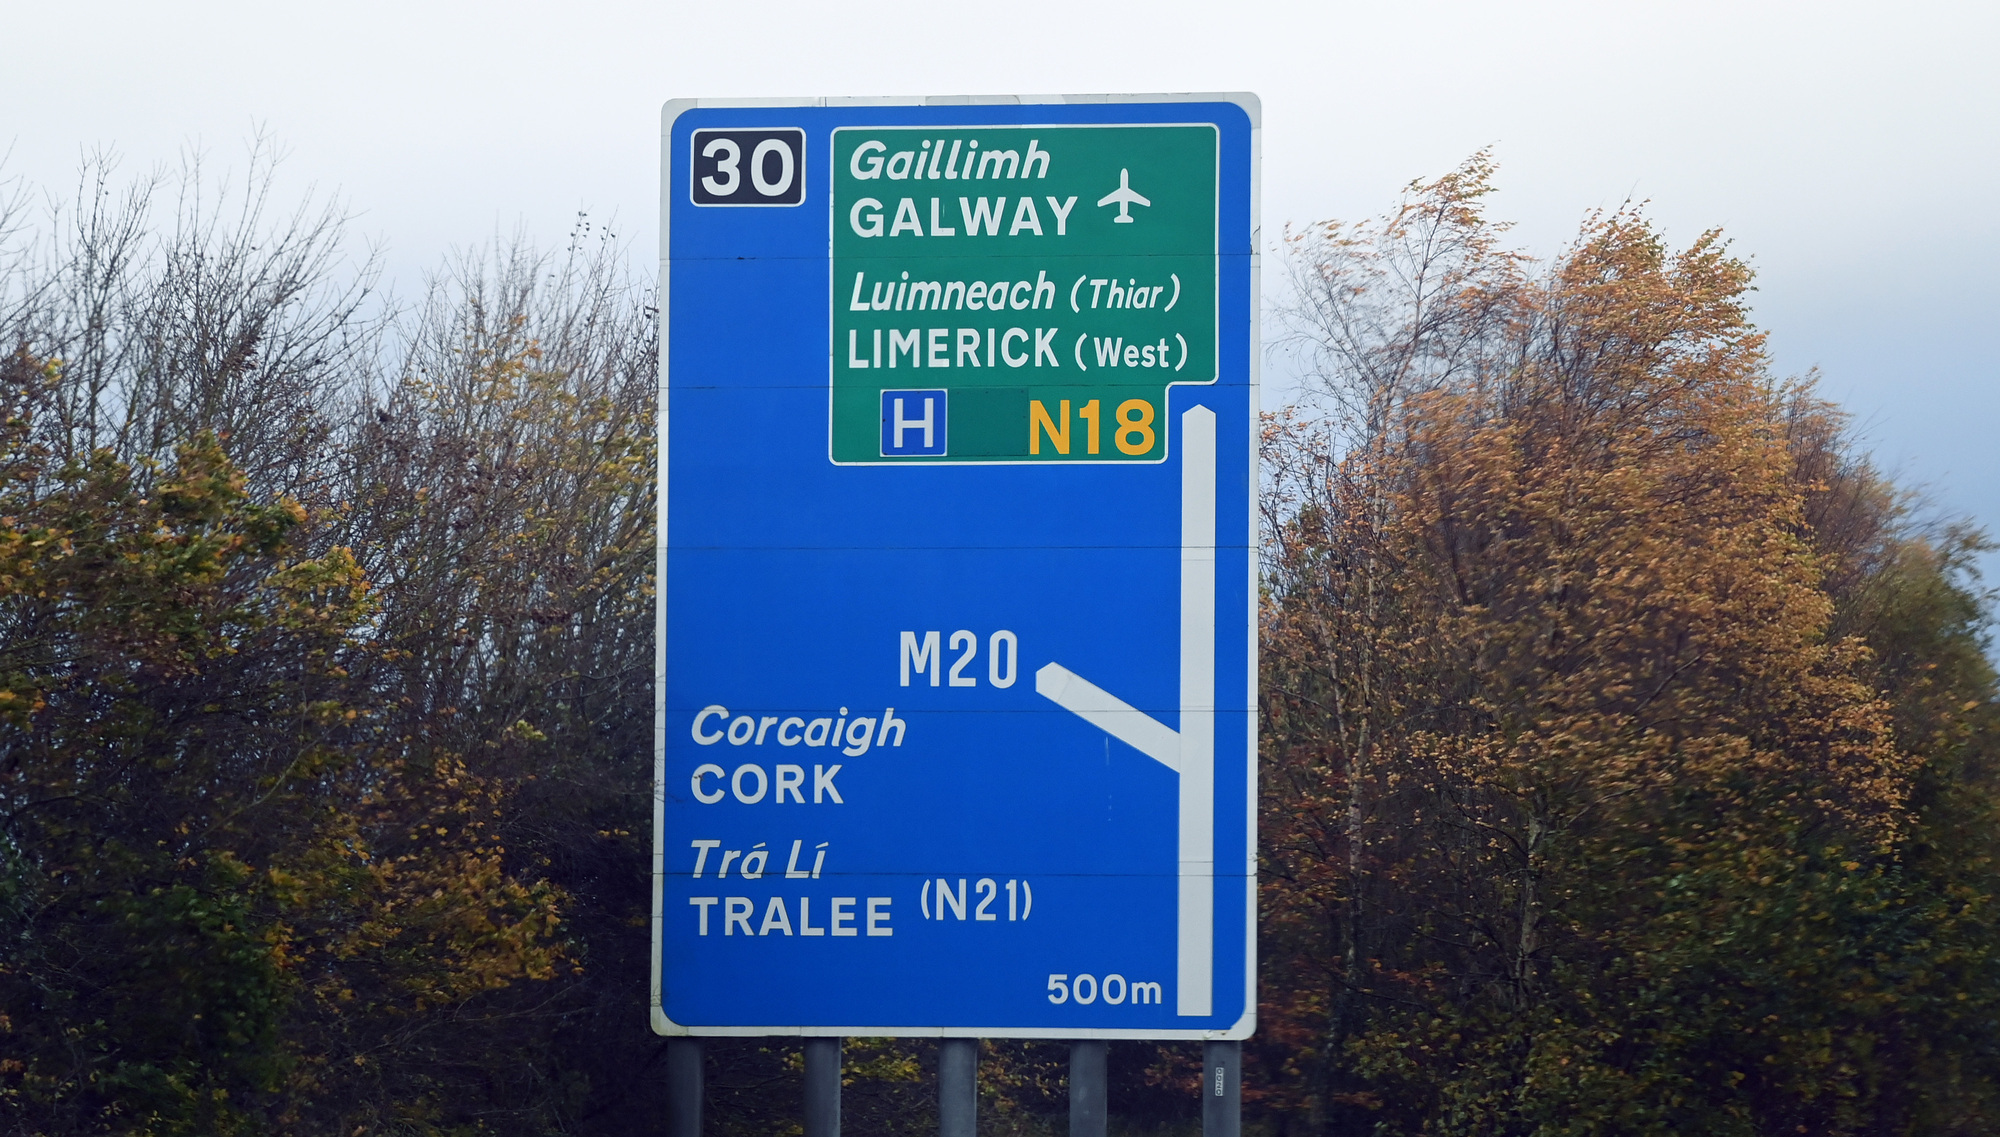 30
Gaillimh
GALWAY
Luimneach (Thiar)
LIMERICK (West)
H N18
M20
Corcaigh
CORK
Trá Lí
TRALEE (N21)
500m